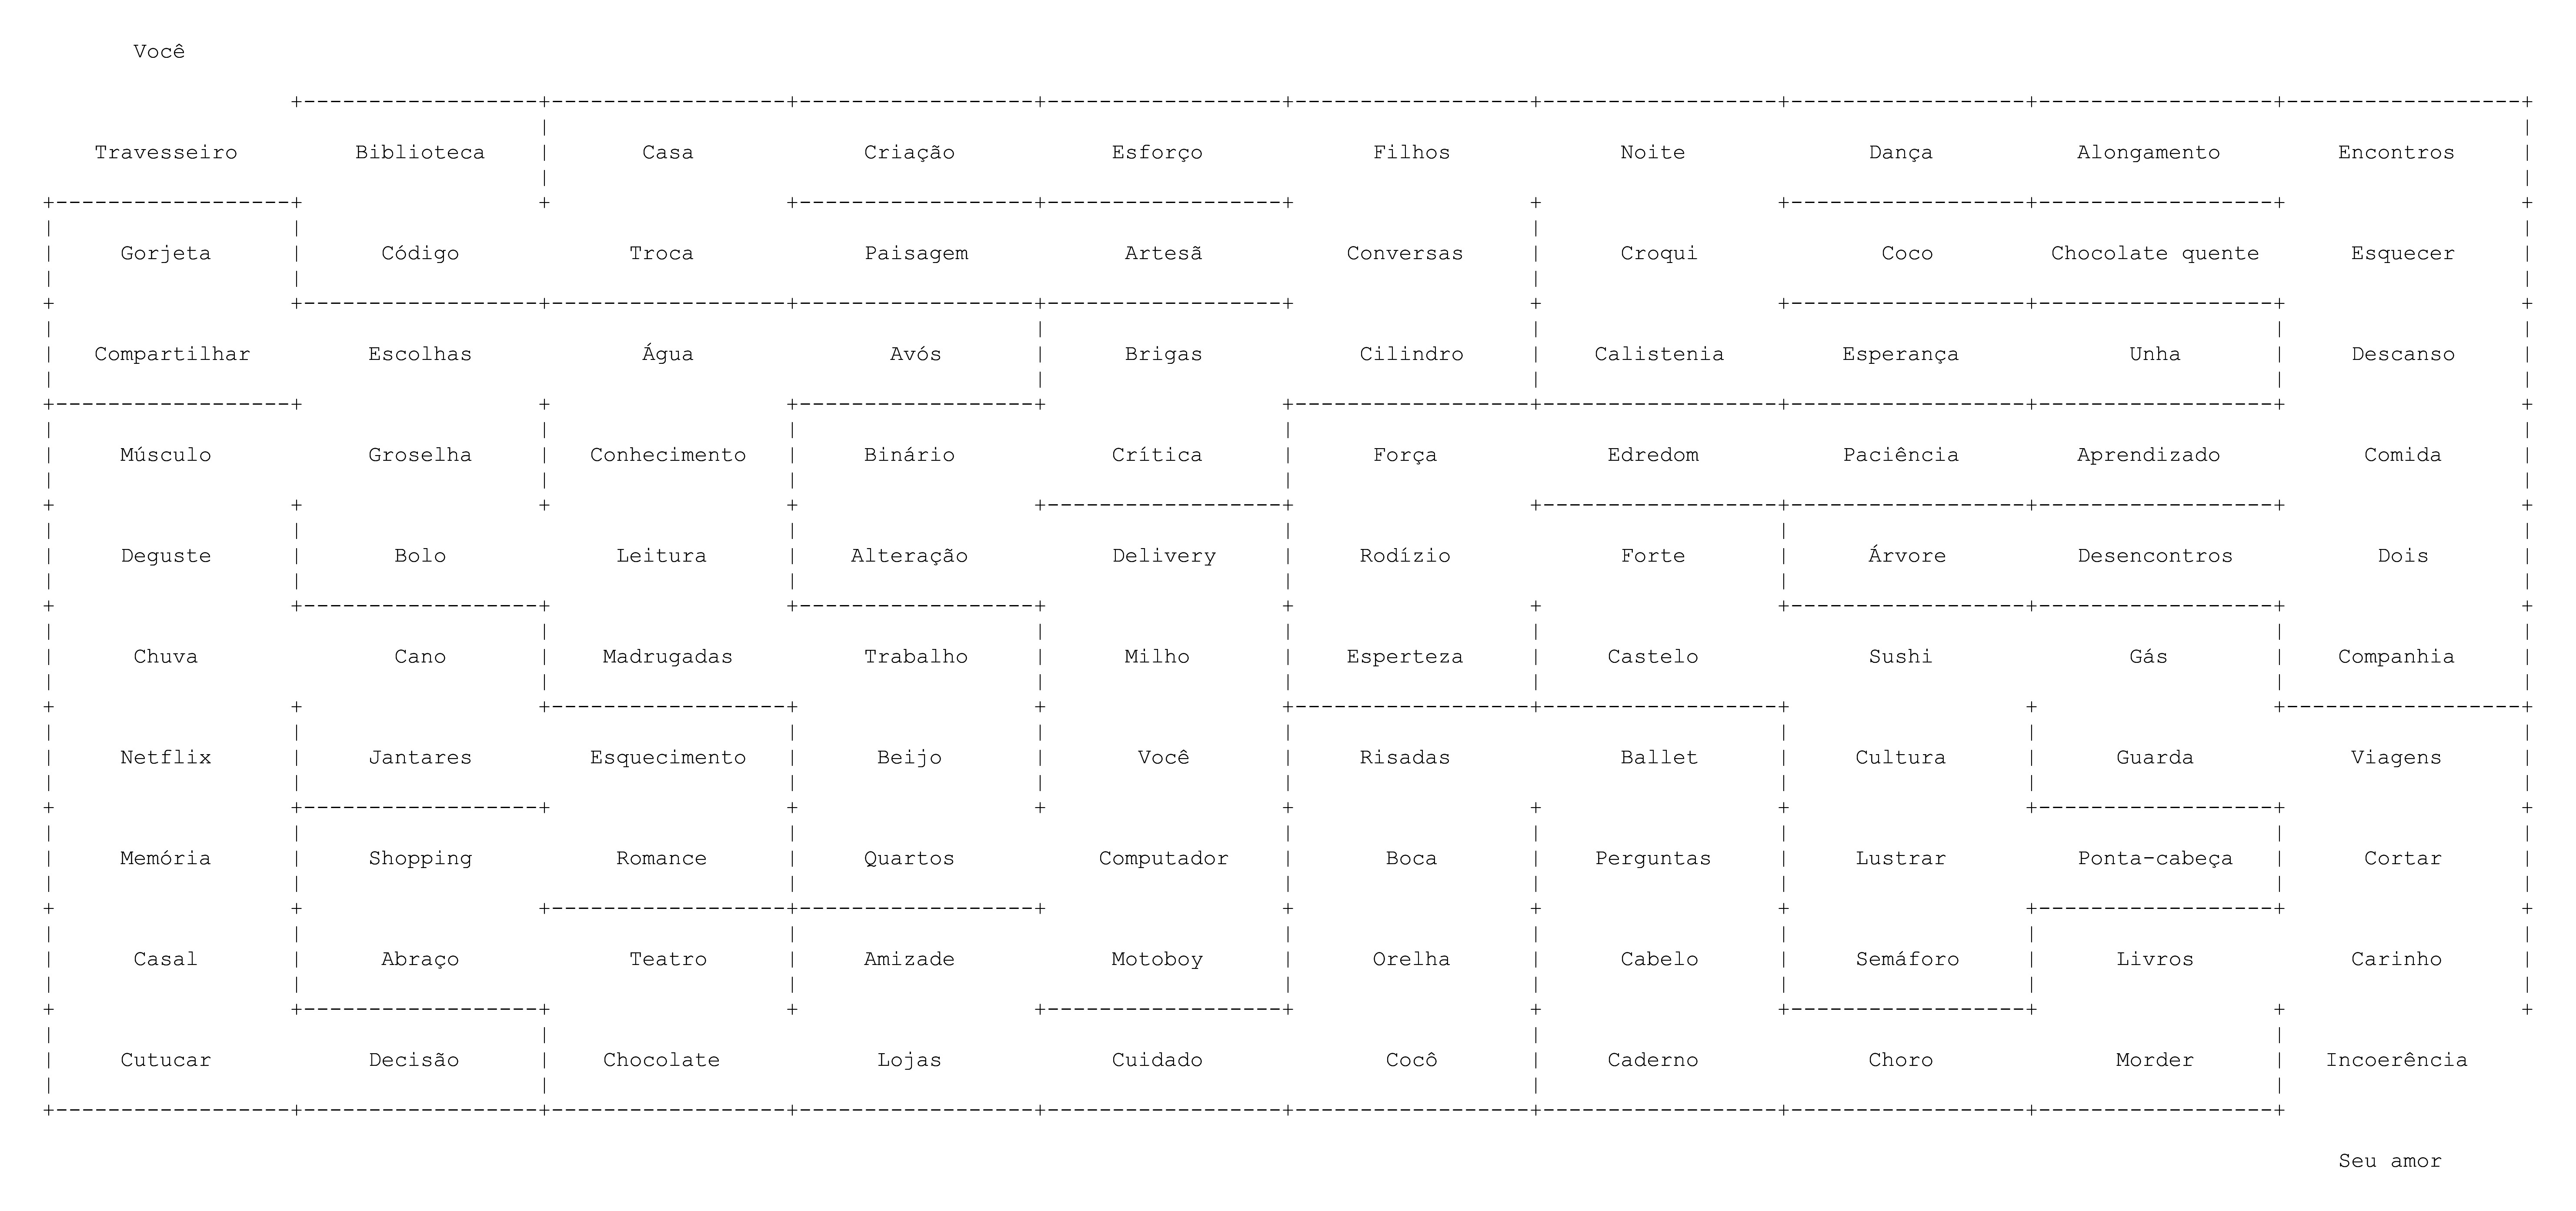 Você
Travesseiro Biblioteca Casa Criação Esforço Filhos Noite Dança Alongamento Encontros
Gorjeta Código Troca Paisagem Artesã Conversas Croqui Coco Chocolate quente Esquecer
Compartilhar Escolhas Água Avós Brigas Cilindro Calistenia Esperança Unha Descanso
Músculo Groselha Conhecimento Binário Crítica Força Edredom Paciência Aprendizado Comida
Deguste Bolo Leitura Alteração Delivery Rodízio Forte Árvore Desencontros Dois
Chuva Cano Madrugadas Trabalho Milho Esperteza Castelo Sushi Gás Companhia
Netflix Jantares Esquecimento Beijo Você Risadas Ballet Cultura Guarda Viagens
Memória Shopping Romance Quartos Computador Boca Perguntas Lustrar Ponta-cabeça Cortar
Casal Abraço Teatro Amizade Motoboy Orelha Cabelo Semáforo Livros Carinho
Cutucar Decisão Chocolate Lojas Cuidado Cocô Caderno Choro Morder Incoerência
Seu amor